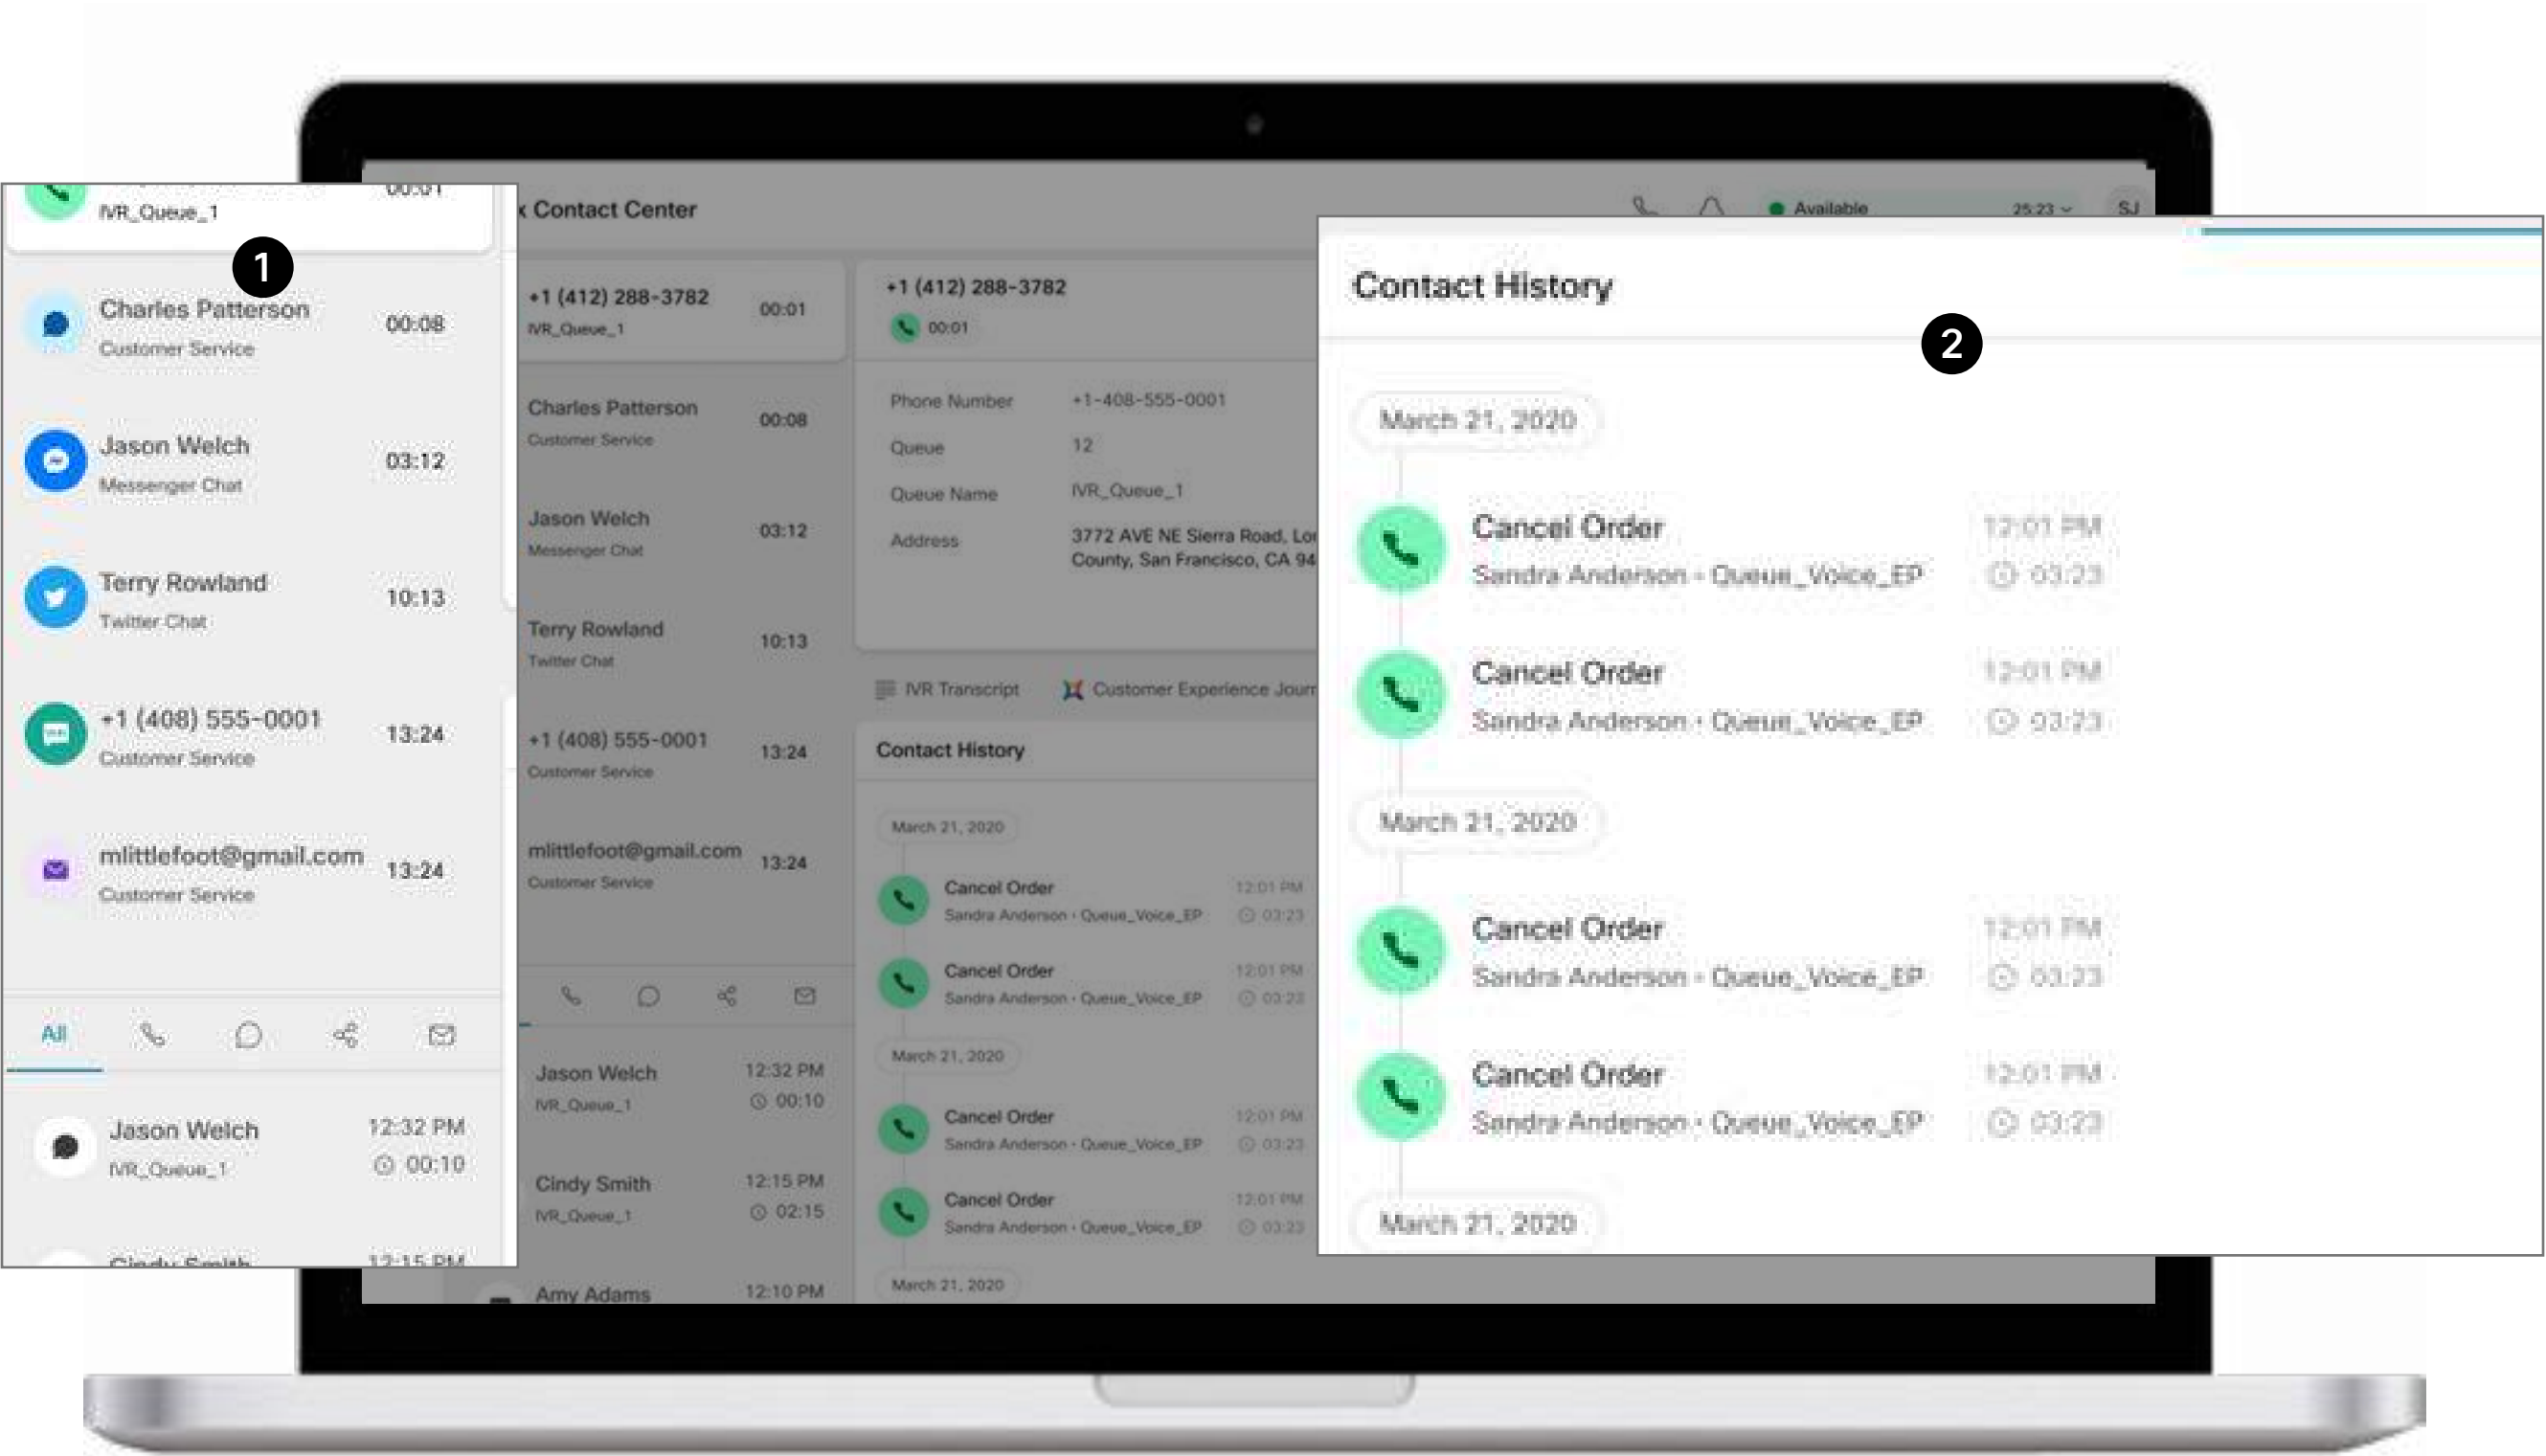 00:01
IVR_Queue_1
1
Charles Patterson
00:08
Customer Service
Jason Welch
03:12
Messenger Chat
Terry Rowland
10:13
Twitter Chat
+1 (408) 555-0001
13:24
Customer Service
mlittlefoot@gmail.com
13:24
Customer Service
All
Jason Welch
12:32 PM
IVR_Queue_1
00:10
Cindy Smith
12:15 PM
x Contact Center
Available
25:23
SJ
+1 (412) 288-3782
00:01
IVR_Queue_1
Charles Patterson
00:08
Customer Service
Jason Welch
03:12
Messenger Chat
Terry Rowland
10:13
Twitter Chat
+1 (408) 555-0001
13:24
Customer Service
mlittlefoot@gmail.com
13:24
Customer Service
Jason Welch
12:32 PM
IVR_Queue_1
00:10
Cindy Smith
12:15 PM
IVR_Queue_1
02:15
Amy Adams
12:10 PM
+1 (412) 288-3782
00:01
Phone Number +1-408-555-0001
Queue 12
Queue Name IVR_Queue_1
Address 3772 AVE NE Sierra Road, Lo
County, San Francisco, CA 94
IVR Transcript Customer Experience Jour
Contact History
March 21, 2020
Cancel Order 12:01 PM
Sandra Anderson • Queue_Voice_EP 03:23
Cancel Order 12:01 PM
Sandra Anderson • Queue_Voice_EP 03:23
March 21, 2020
Cancel Order 12:01 PM
Sandra Anderson • Queue_Voice_EP 03:23
Cancel Order 12:01 PM
Sandra Anderson • Queue_Voice_EP 03:23
March 21, 2020
Contact History
2
March 21, 2020
Cancel Order 12:01 PM
Sandra Anderson • Queue_Voice_EP 03:23
Cancel Order 12:01 PM
Sandra Anderson • Queue_Voice_EP 03:23
March 21, 2020
Cancel Order 12:01 PM
Sandra Anderson • Queue_Voice_EP 03:23
Cancel Order 12:01 PM
Sandra Anderson • Queue_Voice_EP 03:23
March 21, 2020